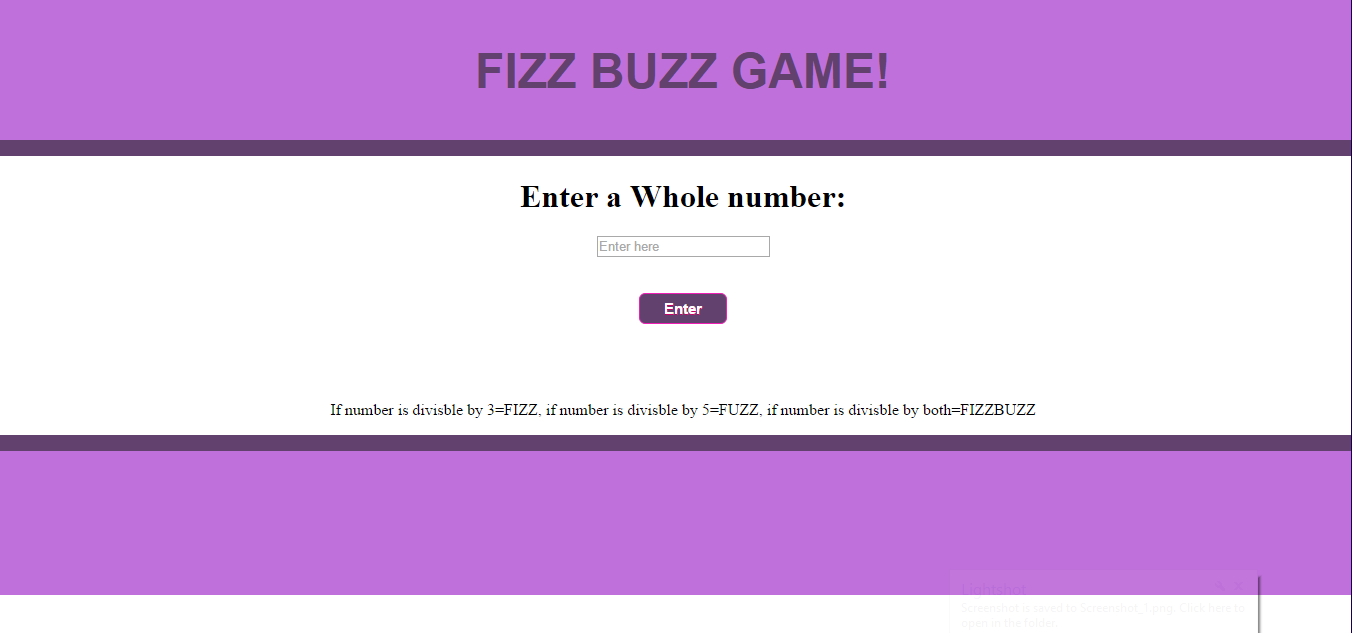 FIZZ BUZZ GAME!
Enter a Whole number:
Enter here
Enter
If number is divisble by 3=FIZZ, if number is divisble by 5=FUZZ, if number is divisble by both=FIZZBUZZ
Lightshot
Screenshot is saved to Screenshot_1.png. Click here to
open in the folder.